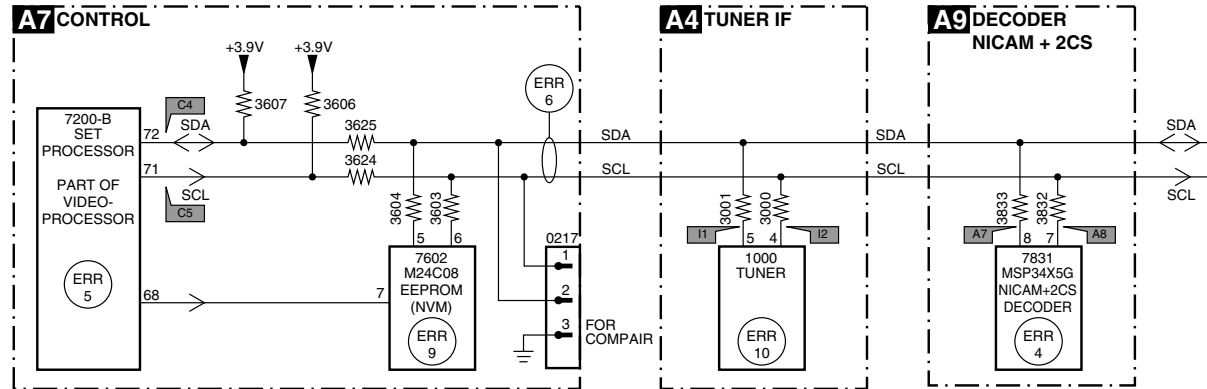 A7 CONTROL
+3.9V
+3.9V
3607
3606
C4
7200-B
SET
PROCESSOR
PART OF
VIDEO-
PROCESSOR
ERR
5
72
SDA
71
SCL
C5
68
3625
3624
3604
3603
5
6
7
7602
M24C08
EEPROM
(NVM)
ERR
9
ERR
6
0217
1
2
3
FOR
COMPAIR
SDA
SCL
A4 TUNER IF
3001
3000
I1
5
4
I2
1000
TUNER
ERR
10
SDA
SCL
A9 DECODER
NICAM + 2CS
3833
3832
A7
8
7
A8
7831
MSP34X5G
NICAM+2CS
DECODER
ERR
4
SDA
SCL